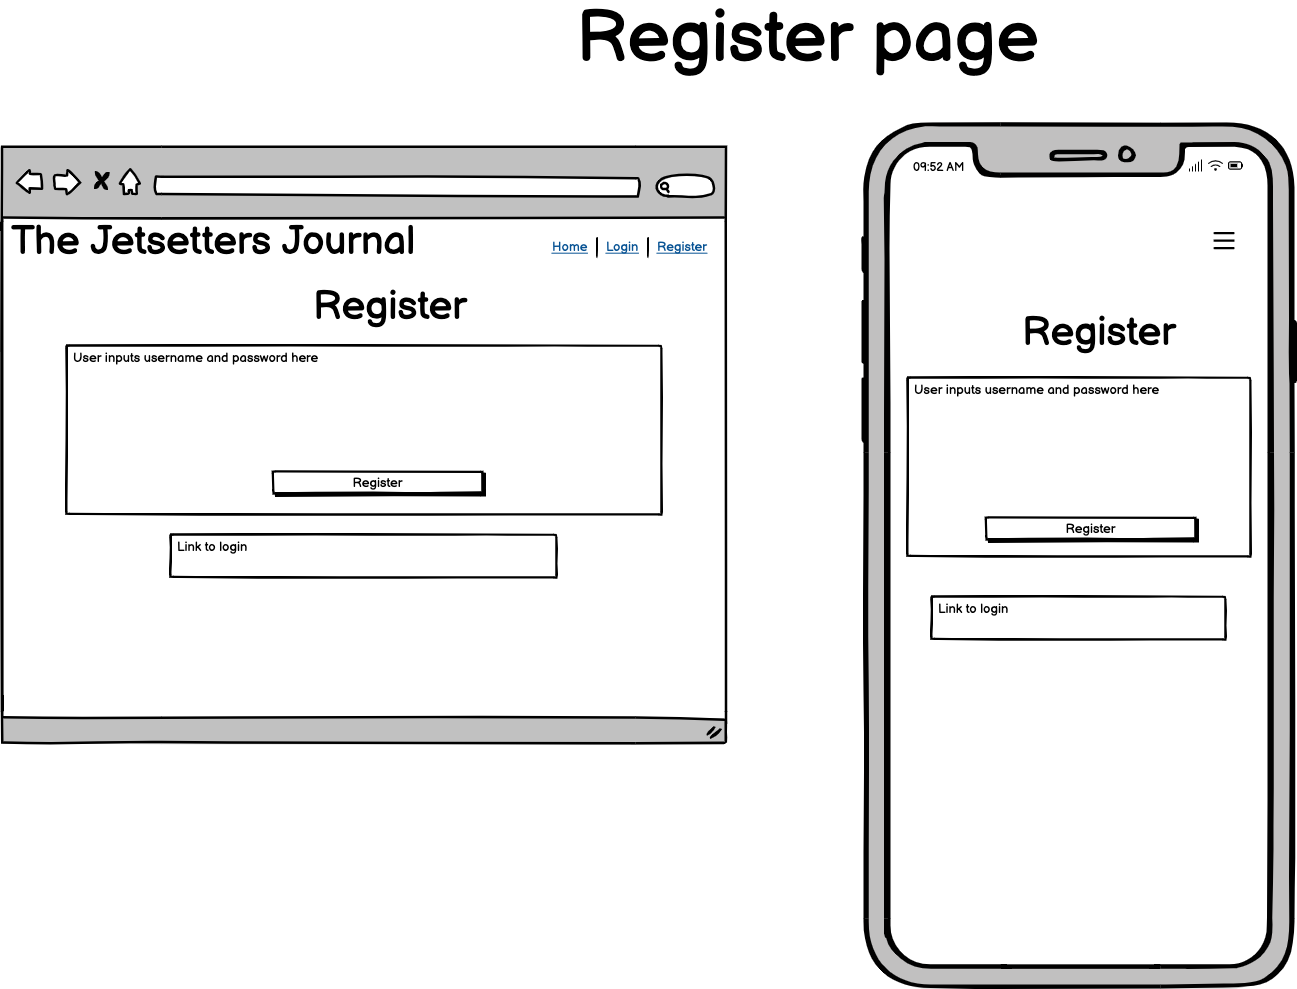 Register page
The Jetsetters Journal
Home | Login | Register
Register
User inputs username and password here
Register
Link to login
09:52 AM
Register
User inputs username and password here
Register
Link to login